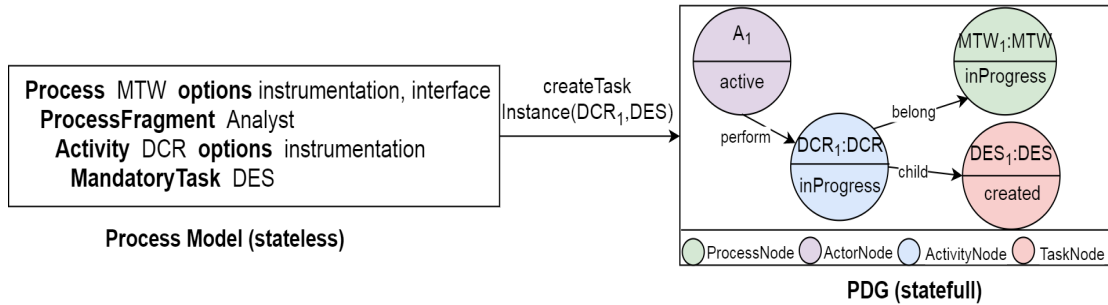 Process MTW options instrumentation, interface
ProcessFragment Analyst
Activity DCR options instrumentation
MandatoryTask DES
Process Model (stateless)
createTask
Instance(DCR₁,DES)
A₁
active
perform
DCR₁:DCR
inProgress
belong
MTW₁:MTW
inProgress
child
DES₁:DES
created
ProcessNode
ActorNode
ActivityNode
TaskNode
PDG (statefull)